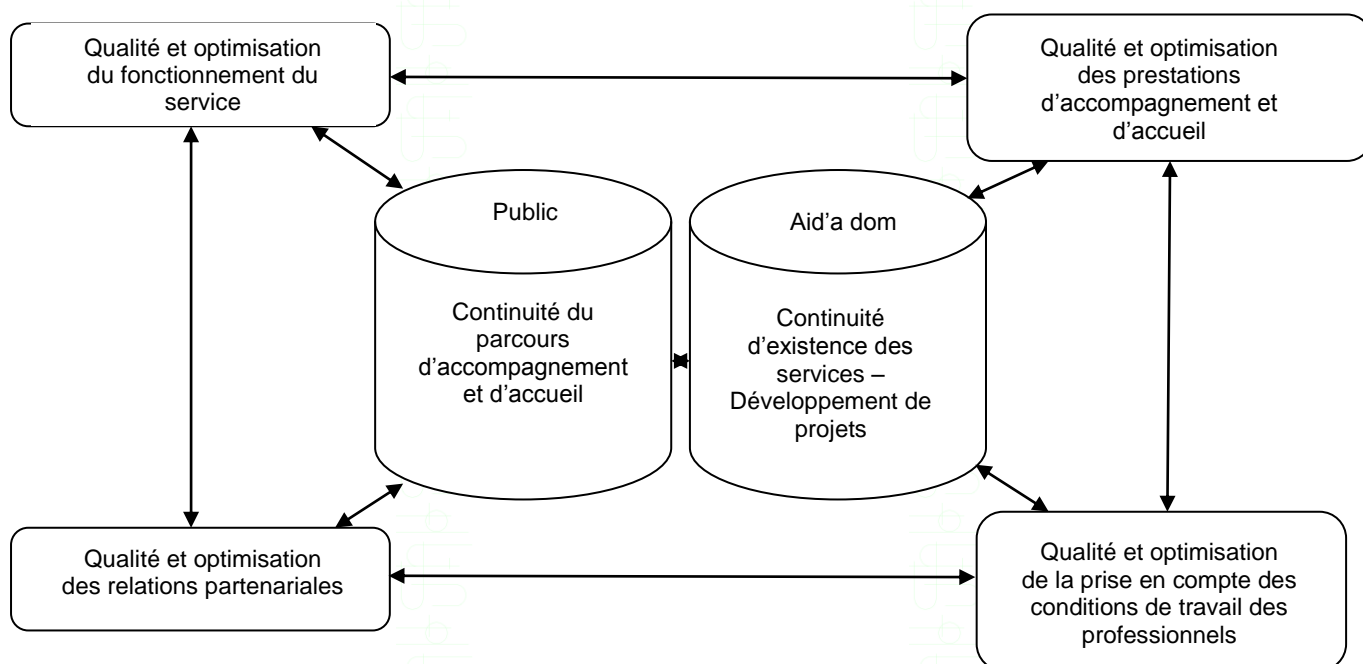 Qualité et optimisation
du fonctionnement du
service
Qualité et optimisation
des prestations
d'accompagnement et
d'accueil
Public
Continuité du
parcours
d'accompagnement
et d'accueil
Aid'a dom
Continuité
d'existence des
services –
Développement de
projets
Qualité et optimisation
des relations partenariales
Qualité et optimisation
de la prise en compte des
conditions de travail des
professionnels